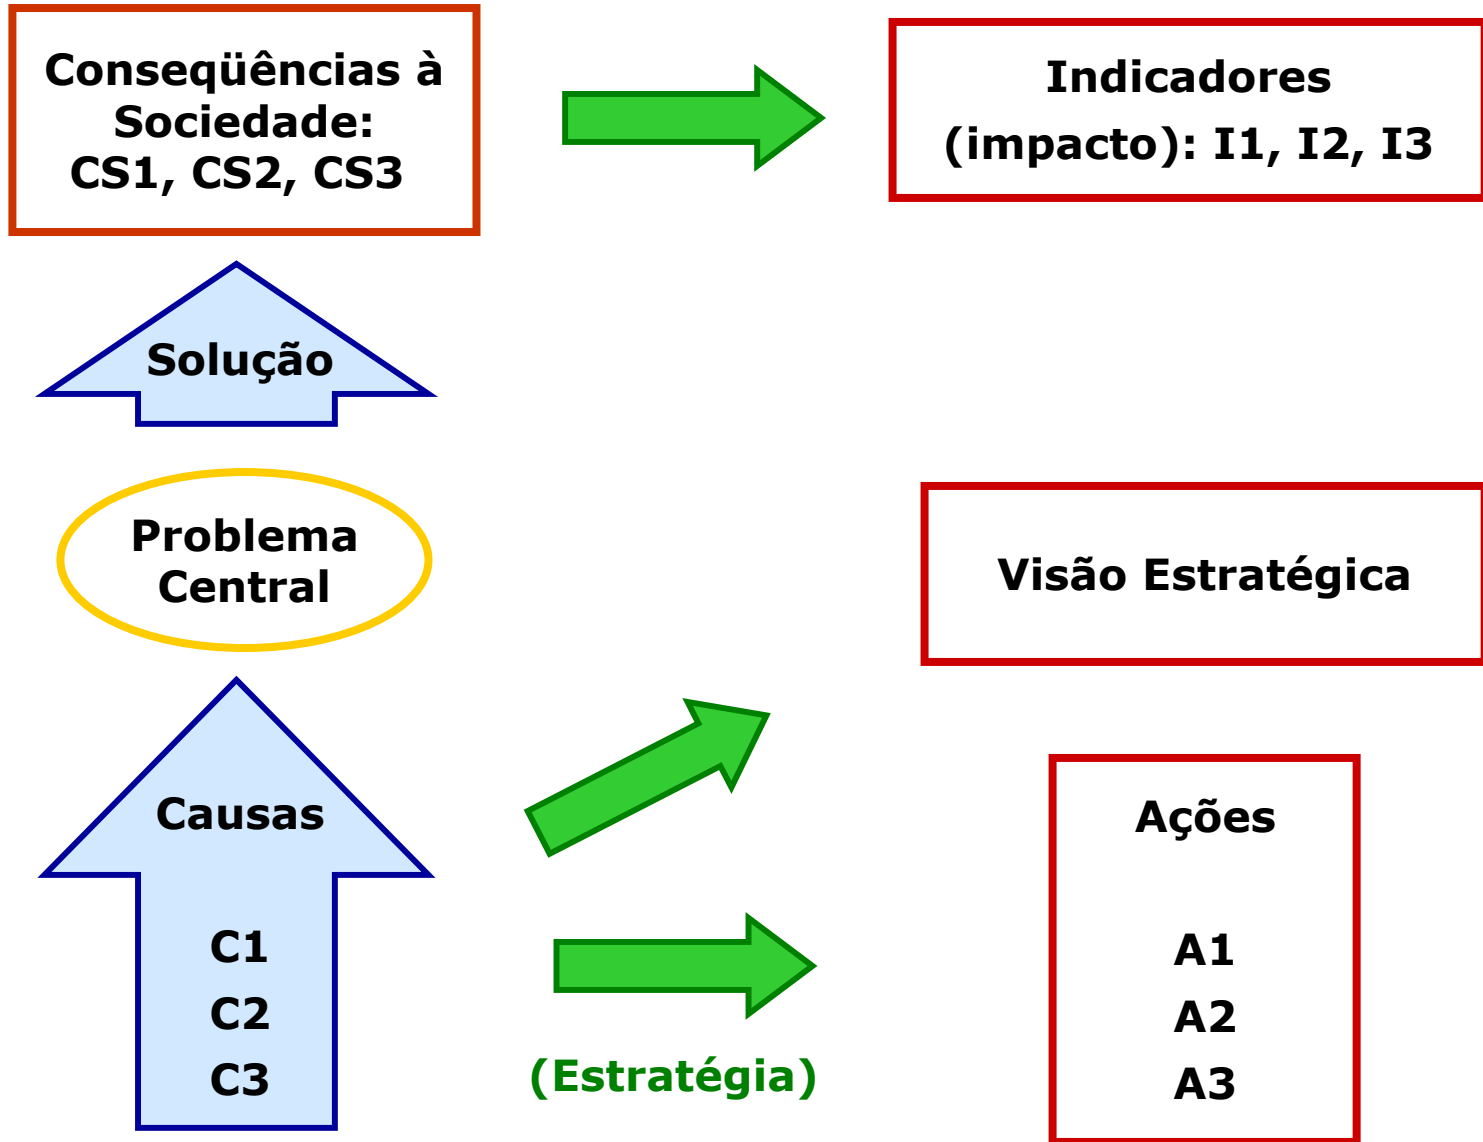 Conseqüências à
Sociedade:
CS1, CS2, CS3
Indicadores
(impacto): I1, I2, I3
Solução
Problema
Central
Visão Estratégica
Causas
C1
C2
C3
(Estratégia)
Ações
A1
A2
A3